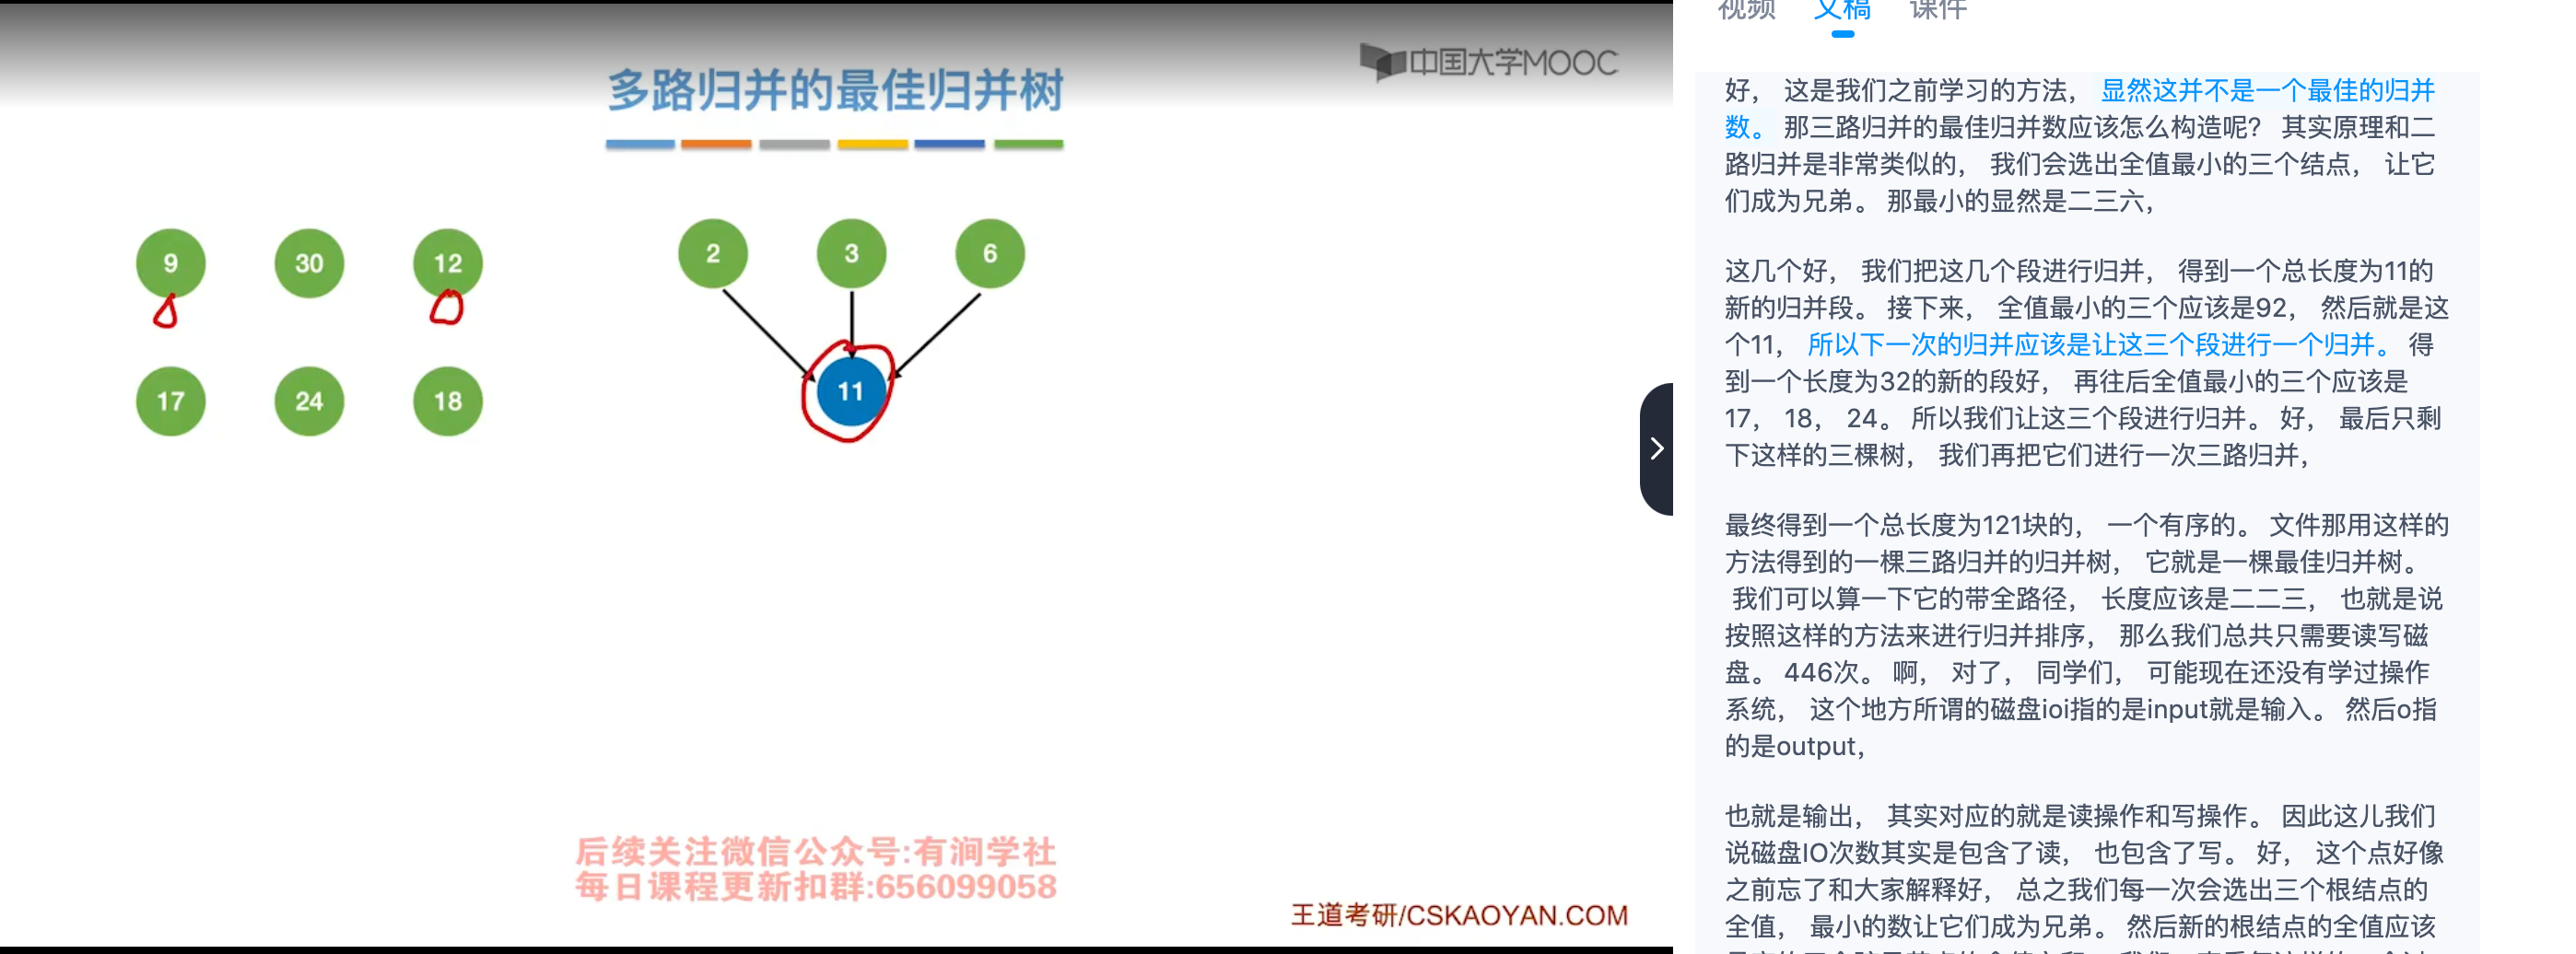 中国大学MOOC
多路归并的最佳归并树
9 30 12
17 24 18
2 3 6
11
后续关注微信公众号:有涧学社
每日课程更新扣群:656099058
王道考研/CSKAOYAN.COM
视频 文稿 课件
好， 这是我们之前学习的方法， 显然这并不是一个最佳的归并
数。 那三路归并的最佳归并数应该怎么构造呢？ 其实原理和二
路归并是非常类似的， 我们会选出全值最小的三个结点， 让它
们成为兄弟。 那最小的显然是二三六，
这几个好， 我们把这几个段进行归并， 得到一个总长度为11的
新的归并段。 接下来， 全值最小的三个应该是92， 然后就是这
个11， 所以下一次的归并应该是让这三个段进行一个归并。 得
到一个长度为32的新的段好， 再往后全值最小的三个应该是
17， 18， 24。 所以我们让这三个段进行归并。 好， 最后只剩
下这样的三棵树， 我们再把它们进行一次三路归并，
最终得到一个总长度为121块的， 一个有序的。 文件那用这样的
方法得到的一棵三路归并的归并树， 它就是一棵最佳归并树。
我们可以算一下它的带全路径， 长度应该是二二三， 也就是说
按照这样的方法来进行归并排序， 那么我们总共只需要读写磁
盘。 446次。 啊， 对了， 同学们， 可能现在还没有学过操作
系统， 这个地方所谓的磁盘ioi指的是input就是输入。 然后o指
的是output，
也就是输出， 其实对应的就是读操作和写操作。 因此这儿我们
说磁盘IO次数其实是包含了读， 也包含了写。 好， 这个点好像
之前忘了和大家解释好， 总之我们每一次会选出三个根结点的
全值， 最小的数让它们成为兄弟。 然后新的根结点的全值应该